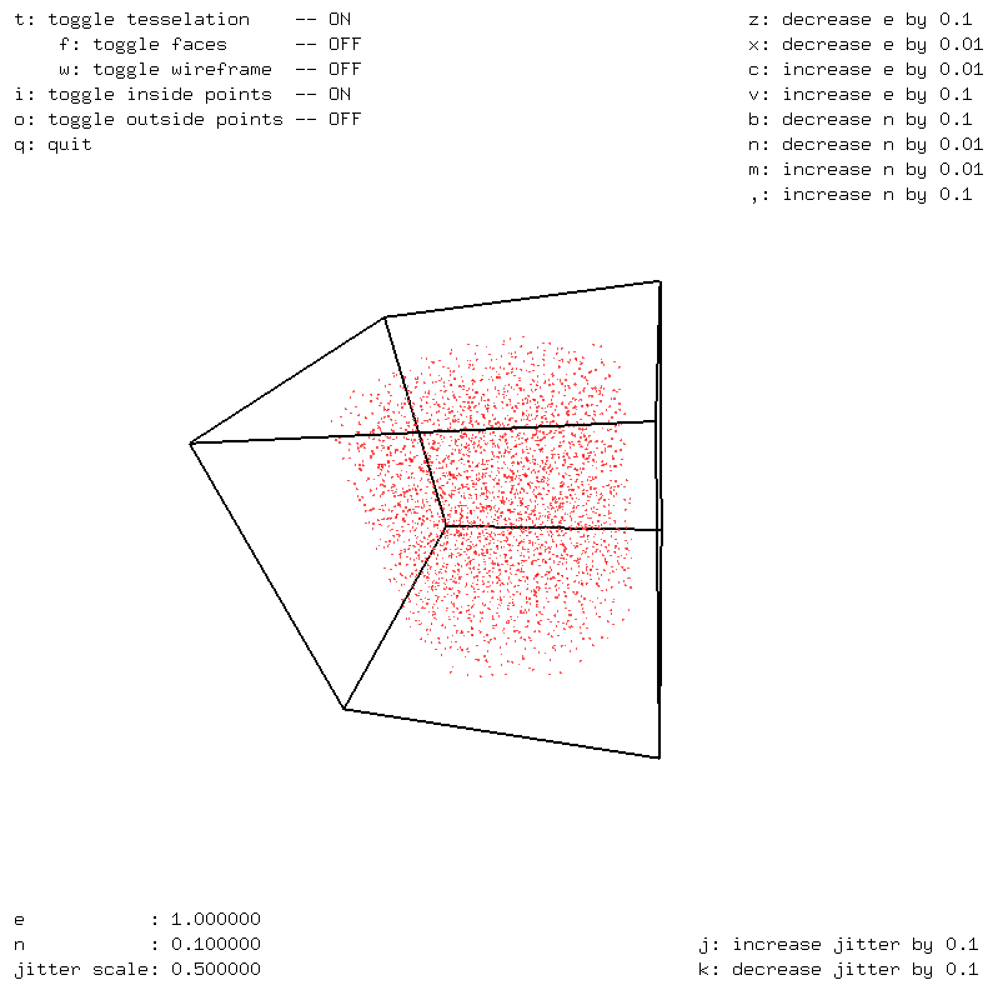 t: toggle tesselation    -- ON
    f: toggle faces      -- OFF
    w: toggle wireframe  -- OFF
i: toggle inside points  -- ON
o: toggle outside points -- OFF
q: quit
z: decrease e by 0.1
x: decrease e by 0.01
c: increase e by 0.01
v: increase e by 0.1
b: decrease n by 0.1
n: decrease n by 0.01
m: increase n by 0.01
,: increase n by 0.1
e           : 1.000000
n           : 0.100000
jitter scale: 0.500000
j: increase jitter by 0.1
k: decrease jitter by 0.1